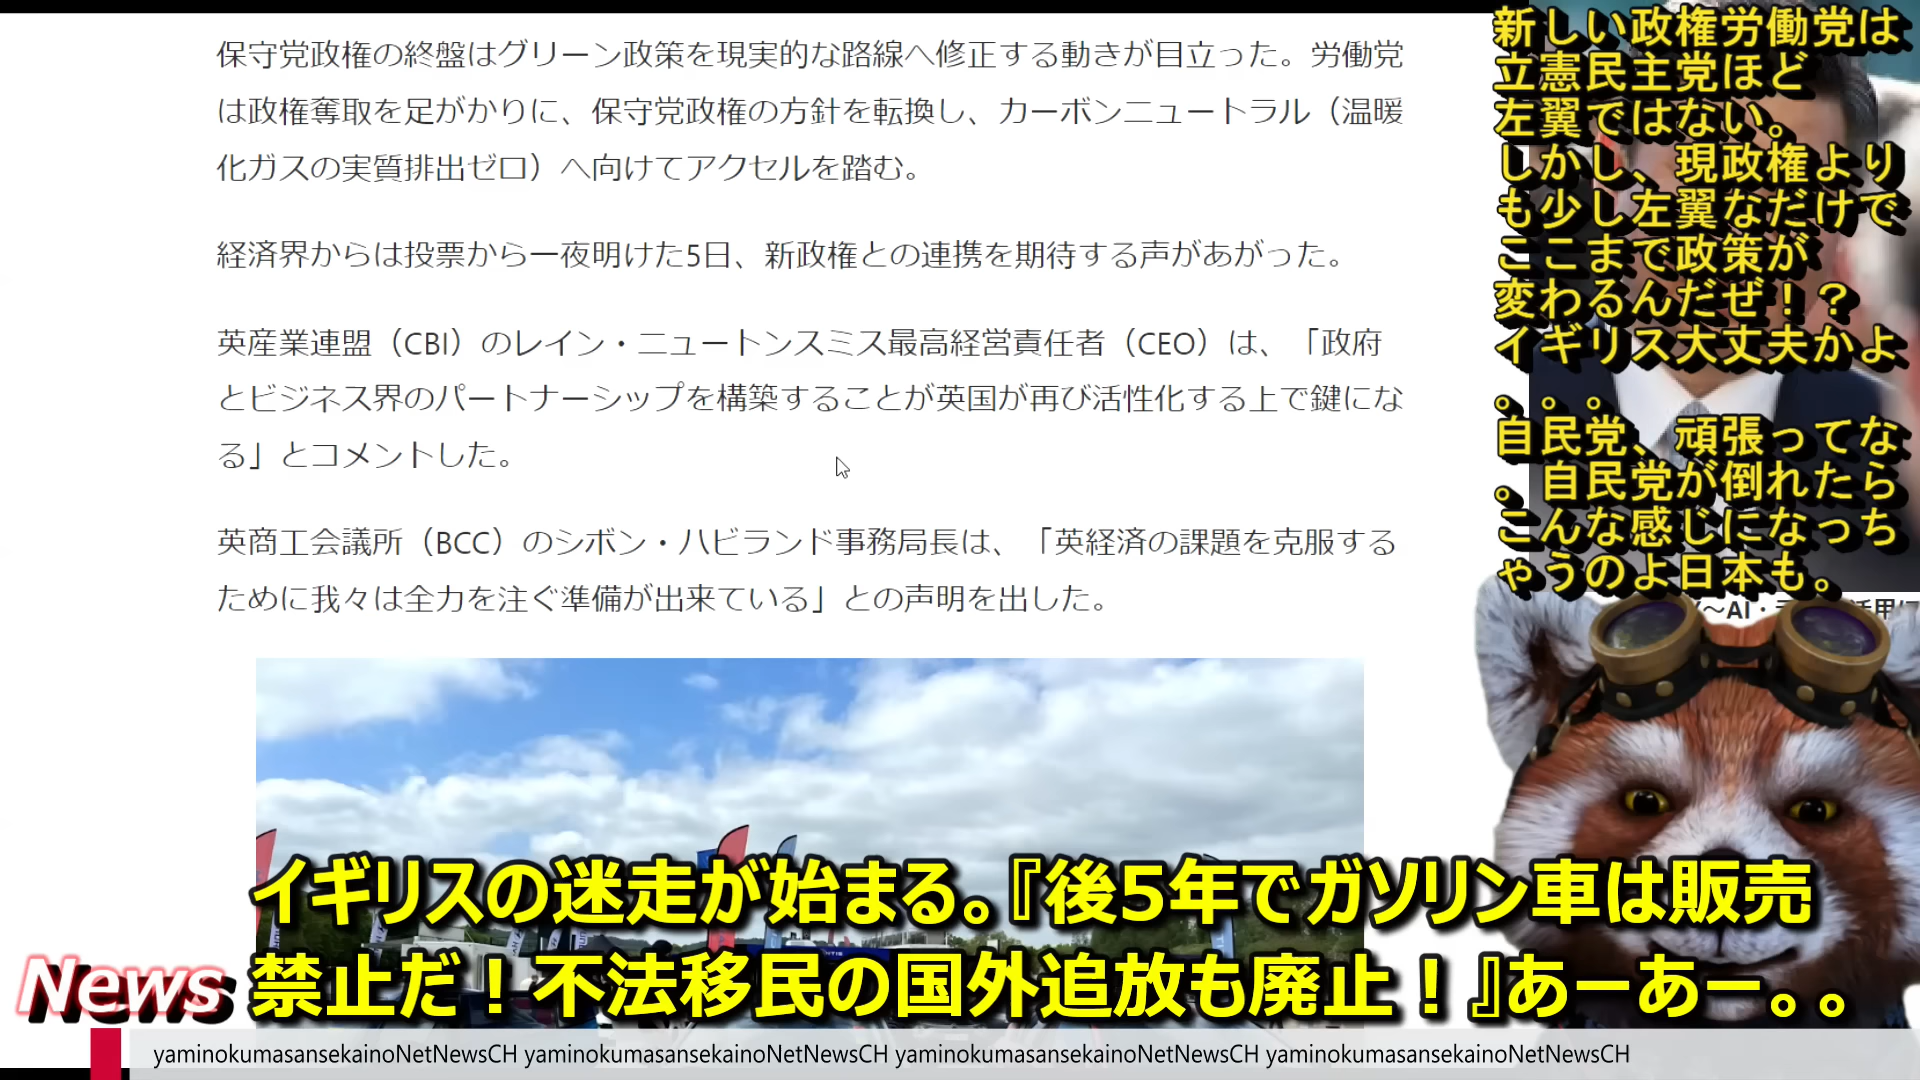 保守党政権の終盤はグリーン政策を現実的な路線へ修正する動きが目立った。労働党
は政権奪取を足がかりに、保守党政権の方針を転換し、カーボンニュートラル（温暖
化ガスの実質排出ゼロ）へ向けてアクセルを踏む。
経済界からは投票から一夜明けた5日、新政権との連携を期待する声があがった。
英産業連盟（CBI）のレイン・ニュートンスミス最高経営責任者（CEO）は、「政府
とビジネス界のパートナーシップを構築することが英国が再び活性化する上で鍵にな
る」とコメントした。
英商工会議所（BCC）のシボン・ハビランド事務局長は、「英経済の課題を克服する
ために我々は全力を注ぐ準備が出来ている」との声明を出した。
新しい政権労働党は
立憲民主党ほど
左翼ではない。
しかし、現政権より
も少し左翼なだけで
ここまで政策が
変わるんだぜ！？
イギリス大丈夫かよ
。。。
自民党、頑張ってな
。自民党が倒れたら
こんな感じになっち
ゃうのよ日本も。
イギリスの迷走が始まる。『後5年でガソリン車は販売
禁止だ！不法移民の国外追放も廃止！』あーあー。。
News
yaminokumasansekainoNetNewsCH yaminokumasansekainoNetNewsCH yaminokumasansekainoNetNewsCH yaminokumasansekainoNetNewsCH